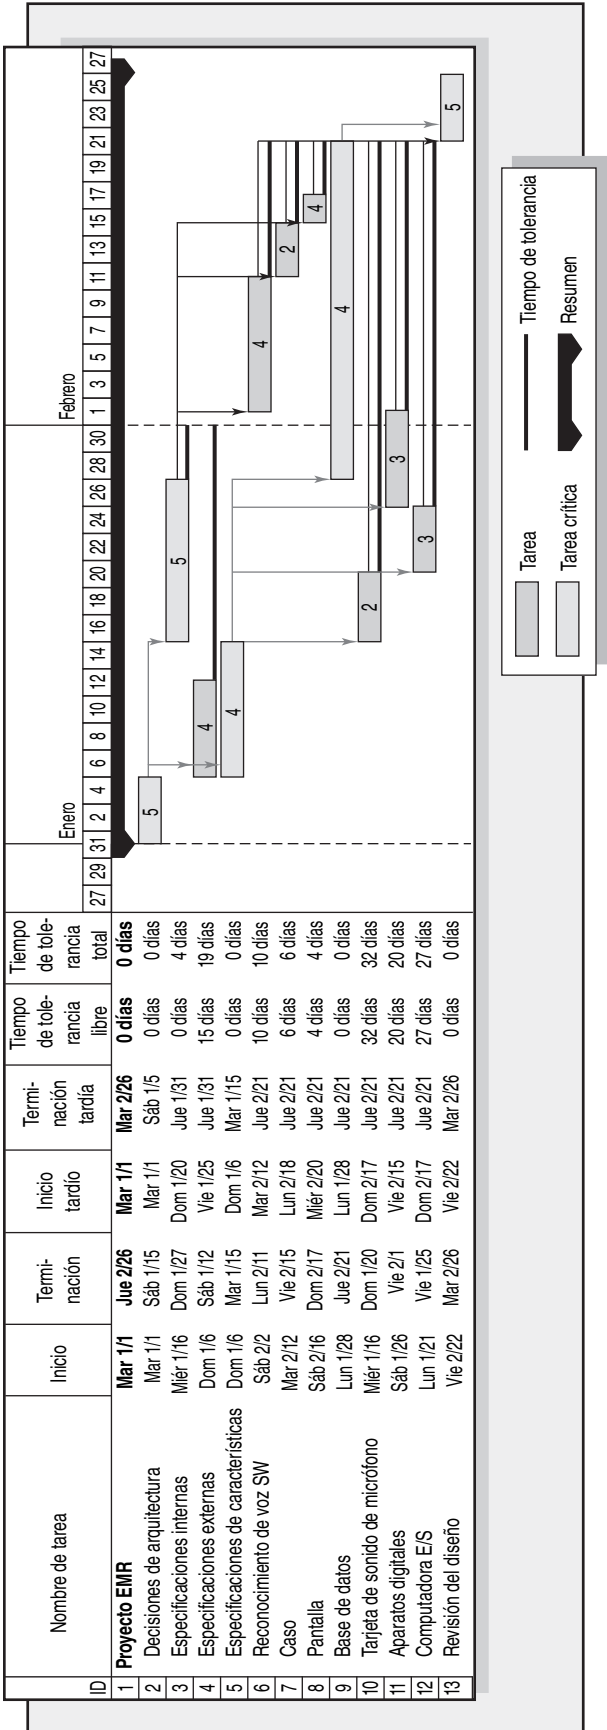 ID Nombre de tarea Inicio Termi-nación Inicio tardío Termi-nación tardía Tiempo de tole-rancia libre Tiempo de tole-rancia total
Enero Febrero
27 29 31 2 4 6 8 10 12 14 16 18 20 22 24 26 28 30 1 3 5 7 9 11 13 15 17 19 21 23 25 27
1 Proyecto EMR Mar 1/1 Jue 2/26 Mar 1/1 Mar 2/26 0 días 0 días
2 Decisiones de arquitectura Mar 1/1 Sáb 1/15 Mar 1/1 Sáb 1/5 0 días 0 días 5
3 Especificaciones internas Miér 1/16 Dom 1/27 Dom 1/20 Jue 1/31 0 días 4 días 5
4 Especificaciones externas Dom 1/6 Sáb 1/12 Vie 1/25 Jue 1/31 15 días 19 días 4
5 Especificaciones de características Dom 1/6 Mar 1/15 Dom 1/6 Mar 1/15 0 días 0 días 4
6 Reconocimiento de voz SW Sáb 2/2 Lun 2/11 Mar 2/12 Jue 2/21 10 días 10 días 4
7 Caso Mar 2/12 Vie 2/15 Lun 2/18 Jue 2/21 6 días 6 días 2
8 Pantalla Sáb 2/16 Dom 2/17 Miér 2/20 Jue 2/21 4 días 4 días 4
9 Base de datos Lun 1/28 Jue 2/21 Lun 1/28 Jue 2/21 0 días 0 días 4
10 Tarjeta de sonido de micrófono Miér 1/16 Dom 1/20 Dom 2/17 Jue 2/21 32 días 32 días 2
11 Aparatos digitales Sáb 1/26 Vie 2/1 Vie 2/15 Jue 2/21 20 días 20 días 3
12 Computadora E/S Lun 1/21 Vie 1/25 Dom 2/17 Jue 2/21 27 días 27 días 3
13 Revisión del diseño Vie 2/22 Mar 2/26 Vie 2/22 Mar 2/26 0 días 0 días 5
Tarea Tiempo de tolerancia
Tarea crítica Resumen